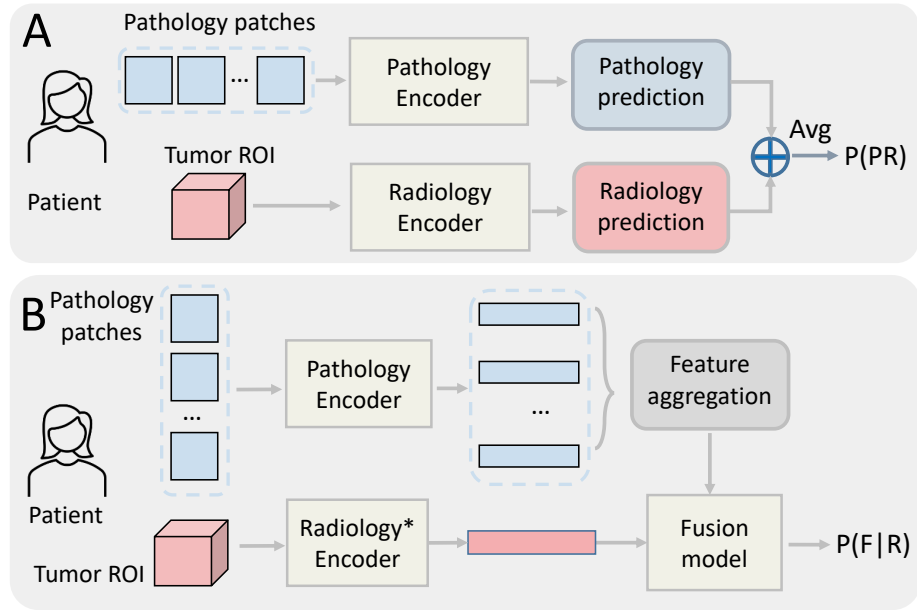 A
Pathology patches
...
Pathology
Encoder
Pathology
prediction
Avg
P(PR)
Tumor ROI
Patient
Radiology
Encoder
Radiology
prediction
B
Pathology
patches
...
Pathology
Encoder
...
Feature
aggregation
Patient
Tumor ROI
Radiology*
Encoder
Fusion
model
P(F|R)